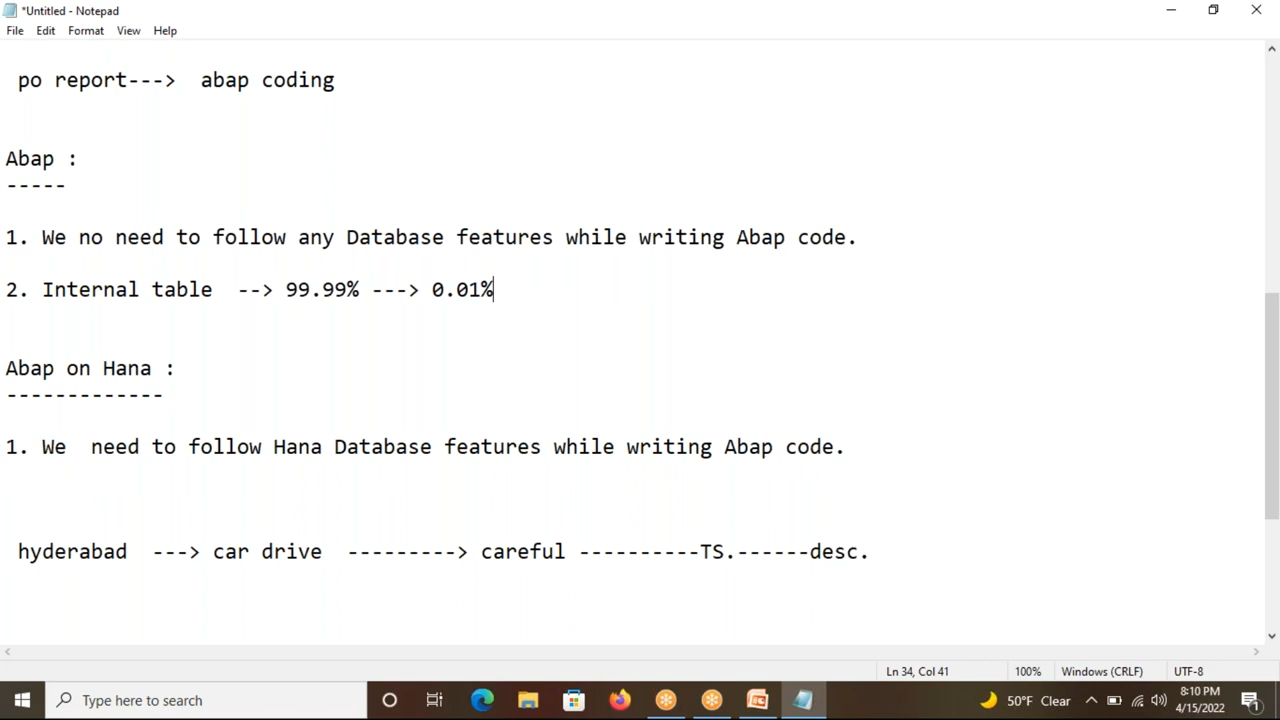 *Untitled - Notepad
File Edit Format View Help
po report---> abap coding
Abap :
-----
1. We no need to follow any Database features while writing Abap code.
2. Internal table --> 99.99% ---> 0.01%
Abap on Hana :
-------------
1. We  need to follow Hana Database features while writing Abap code.
hyderabad ---> car drive ---------> careful ----------TS.------desc.
Ln 34, Col 41 100% Windows (CRLF) UTF-8
Type here to search 50°F Clear 8:10 PM
4/15/2022 1